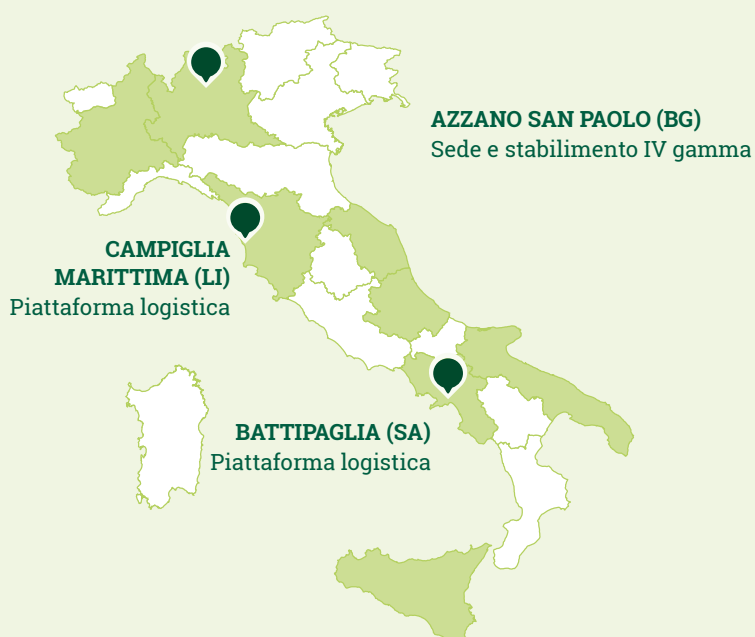 AZZANO SAN PAOLO (BG)
Sede e stabilimento IV gamma
CAMPIGLIA
MARITTIMA (LI)
Piattaforma logistica
BATTIPAGLIA (SA)
Piattaforma logistica